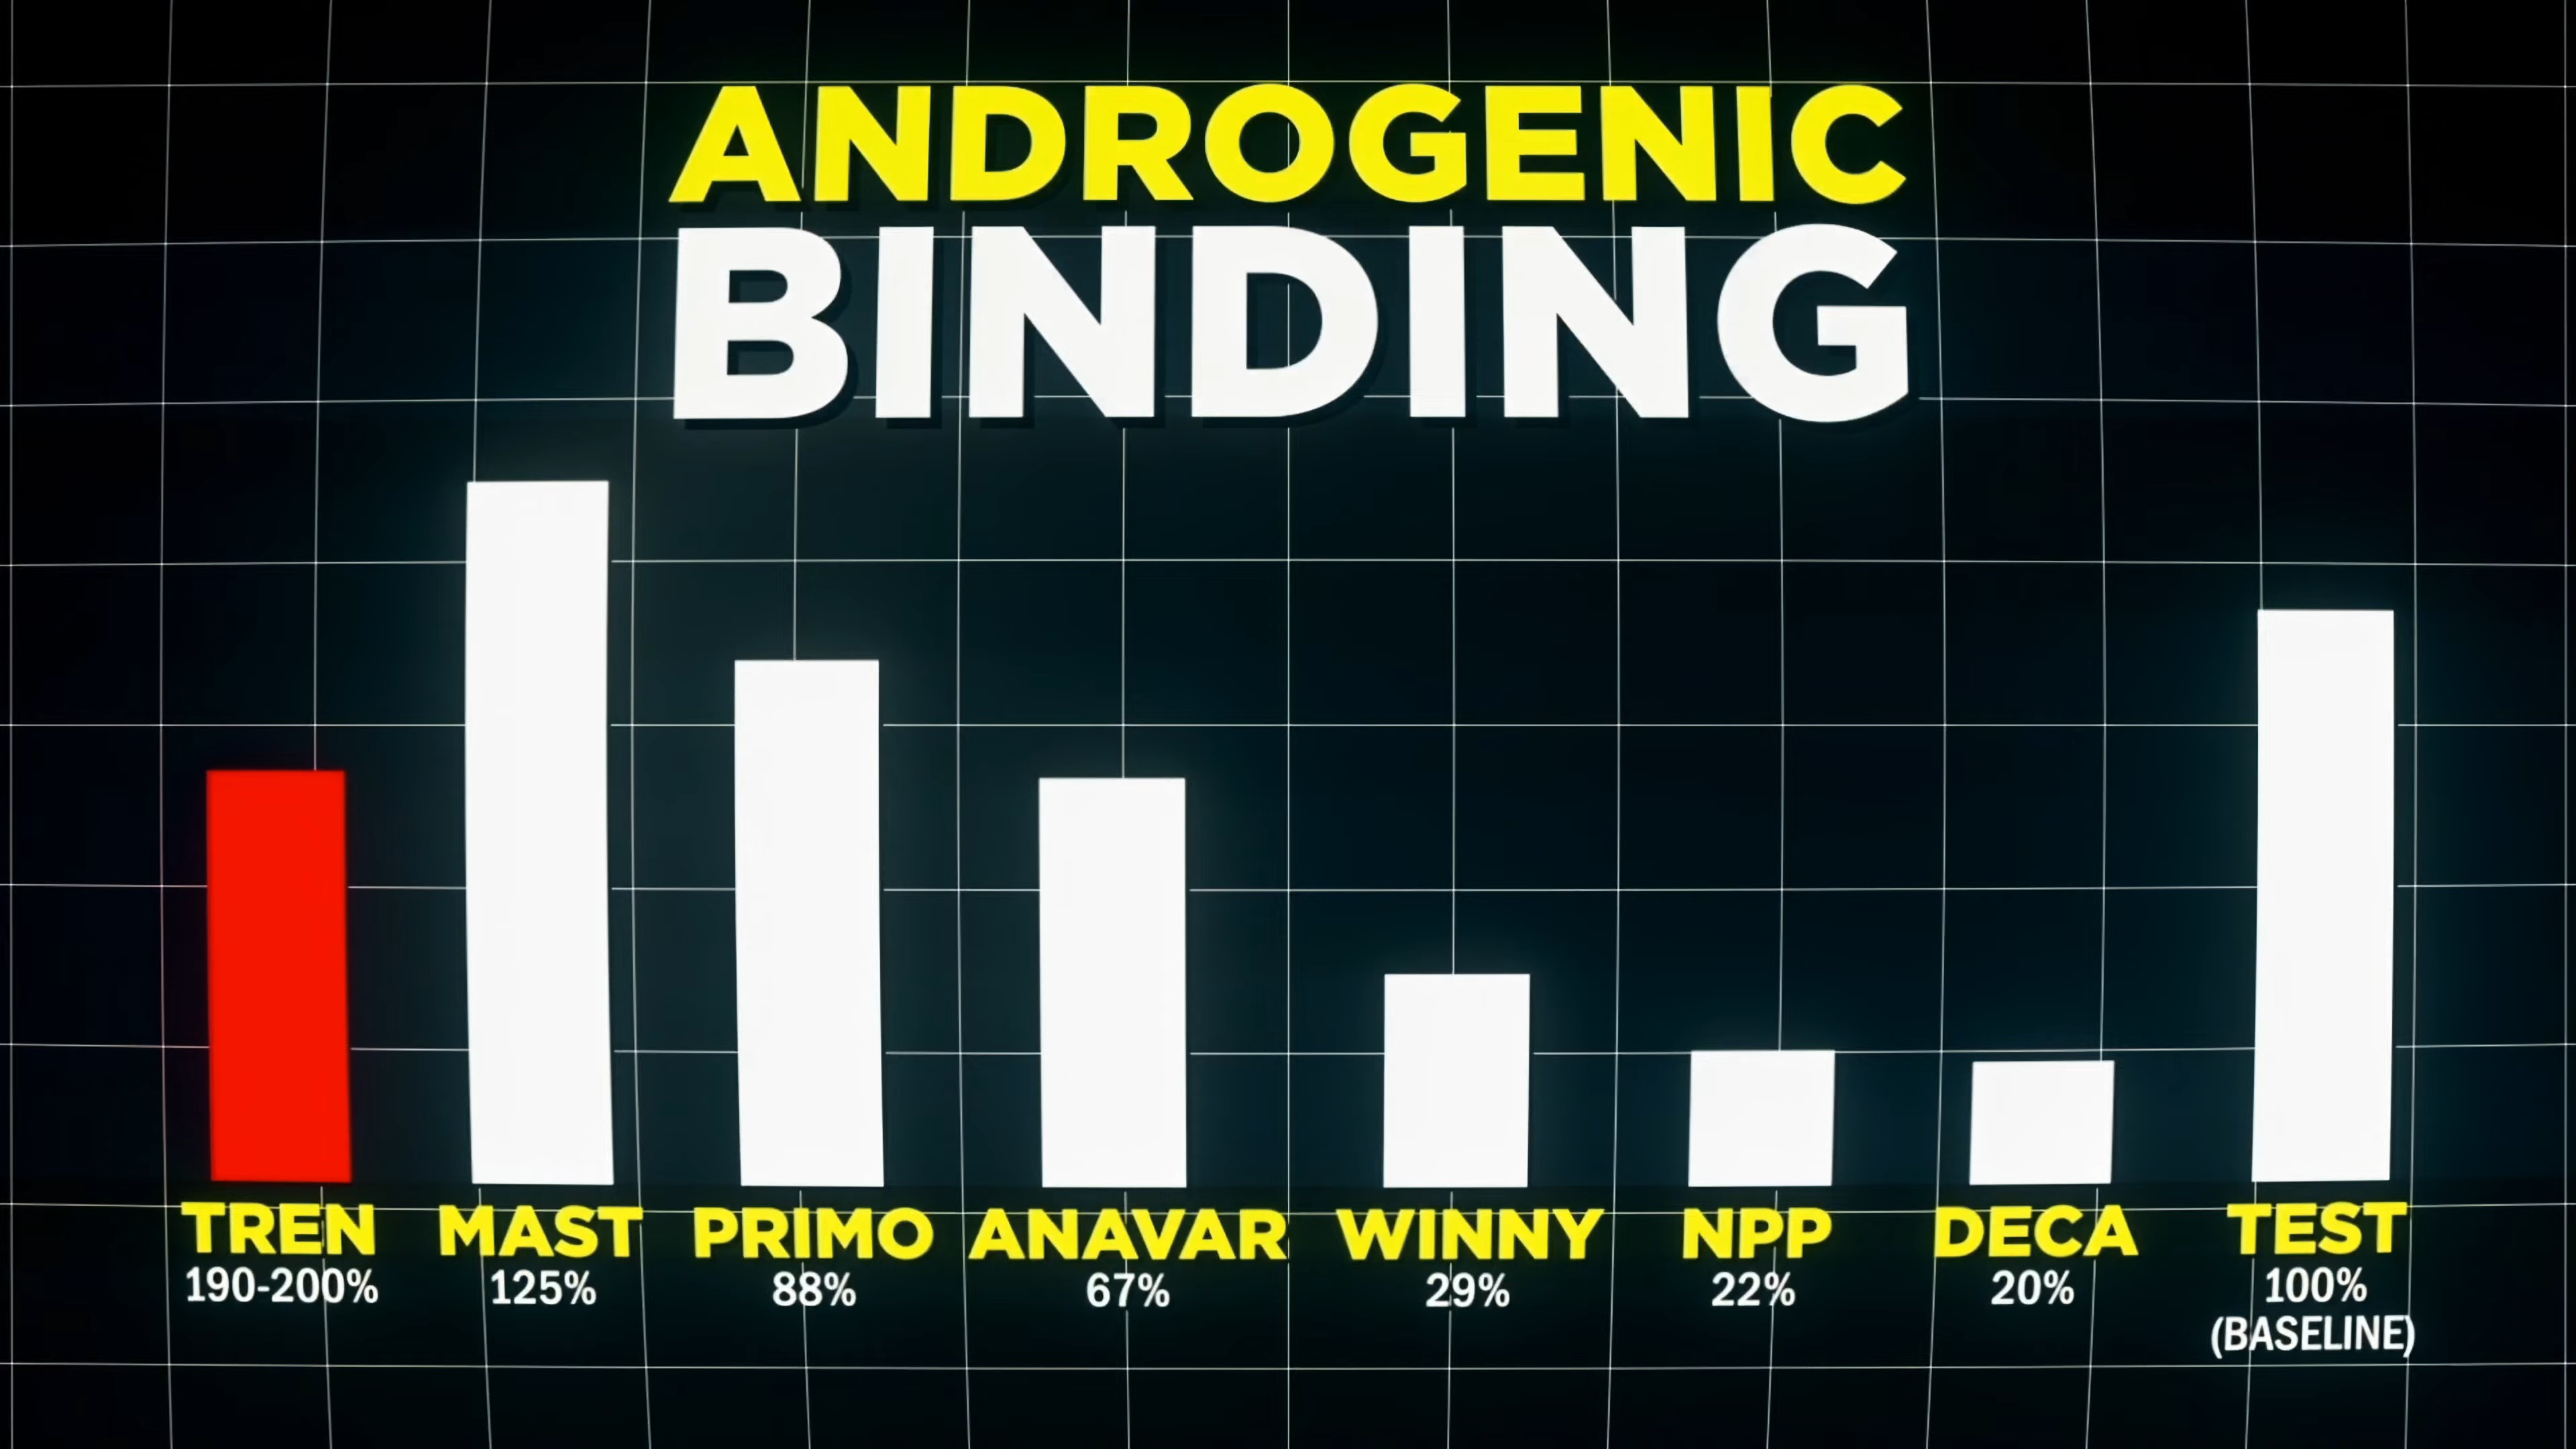 ANDROGENIC
BINDING
TREN
190-200%
MAST
125%
PRIMO
88%
ANAVAR
67%
WINNY
29%
NPP
22%
DECA
20%
TEST
100%
(BASELINE)